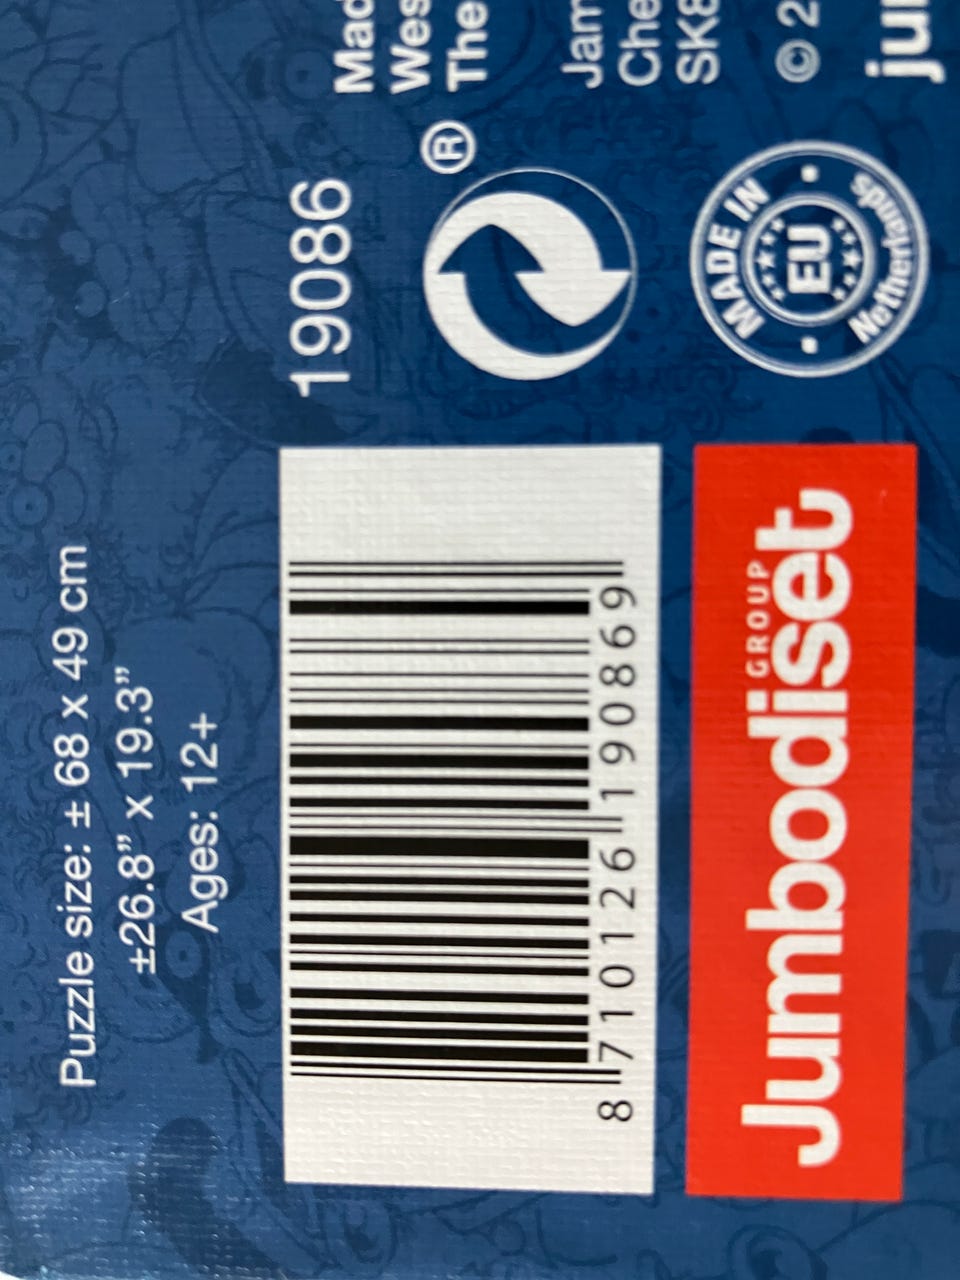 Puzzle size: ± 68 x 49 cm
±26.8” x 19.3”
Ages: 12+
8 710126 190869
19086
®
Jumbodiset
GROUP
MADE IN
EU
Netherlands
The
©